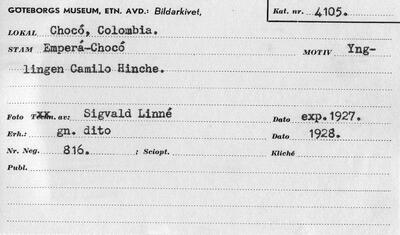 GÖTEBORGS MUSEUM, ETN. AVD.: Bildarkivet,
Kat. nr. 4105.
LOKAL Chocó, Colombia.
STAM Emperá-Chocó MOTIV Yng-
lingen Camilo Hinche.
Foto av: Sigvald Linné Dato exp.1927.
Erh.: gn. dito Dato 1928.
Nr. Neg. 816. ; Sciopt. Kliché
Publ.